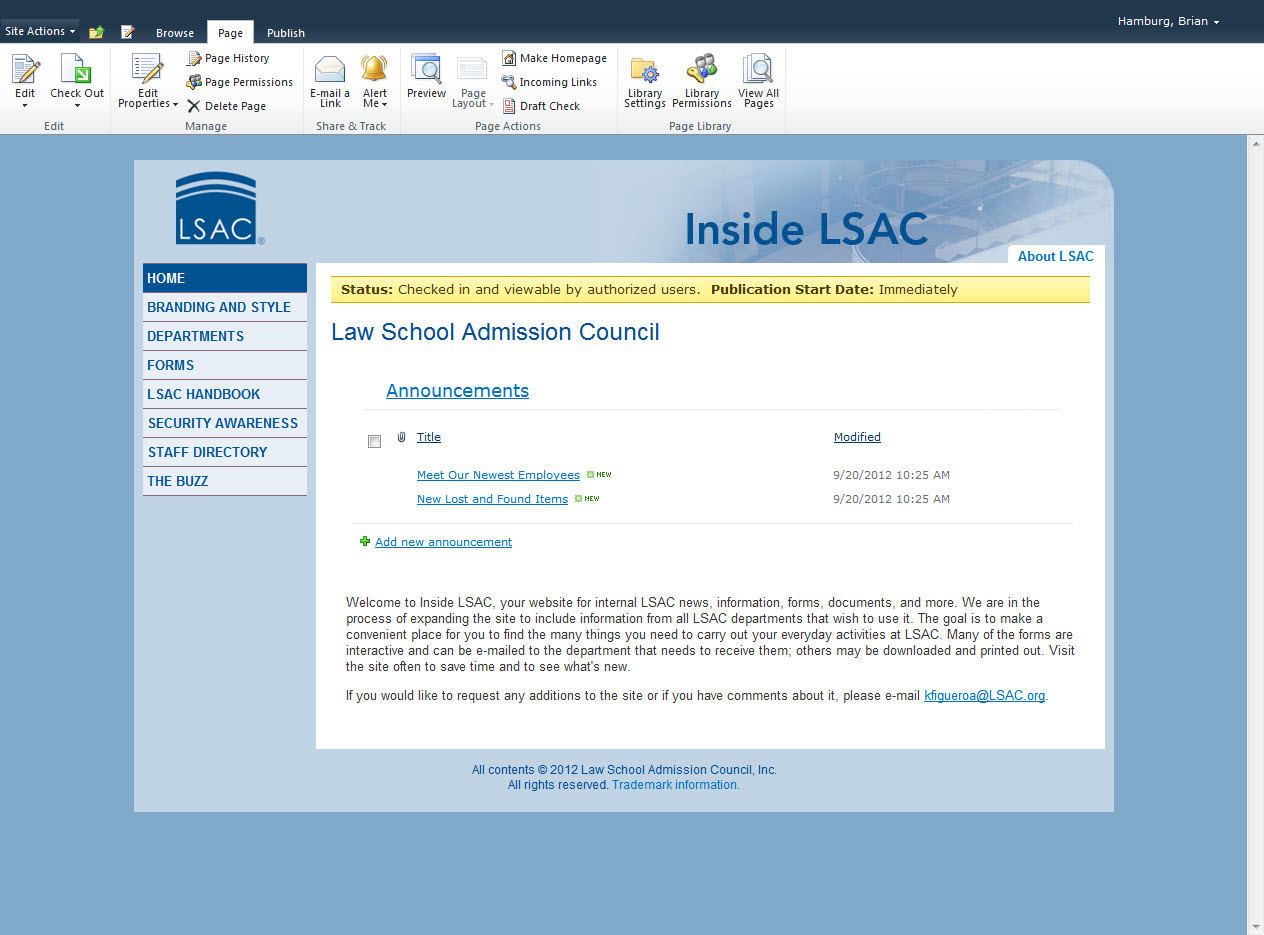 Hamburg, Brian
Site Actions Browse Page Publish
Edit
Check Out
Edit
Edit
Properties
Page History
Page Permissions
Delete Page
Manage
E-mail a
Link
Alert
Me
Share & Track
Preview
Page
Layout
Make Homepage
Incoming Links
Draft Check
Page Actions
Library
Settings
Library
Permissions
View All
Pages
Page Library
LSAC®
Inside LSAC
About LSAC
HOME
BRANDING AND STYLE
DEPARTMENTS
FORMS
LSAC HANDBOOK
SECURITY AWARENESS
STAFF DIRECTORY
THE BUZZ
Status: Checked in and viewable by authorized users. Publication Start Date: Immediately
Law School Admission Council
Announcements
Title Modified
Meet Our Newest Employees NEW 9/20/2012 10:25 AM
New Lost and Found Items NEW 9/20/2012 10:25 AM
Add new announcement
Welcome to Inside LSAC, your website for internal LSAC news, information, forms, documents, and more. We are in the
process of expanding the site to include information from all LSAC departments that wish to use it. The goal is to make a
convenient place for you to find the many things you need to carry out your everyday activities at LSAC. Many of the forms are
interactive and can be e-mailed to the department that needs to receive them; others may be downloaded and printed out. Visit
the site often to save time and to see what's new.
If you would like to request any additions to the site or if you have comments about it, please e-mail kfigueroa@LSAC.org.
All contents © 2012 Law School Admission Council, Inc.
All rights reserved. Trademark information.